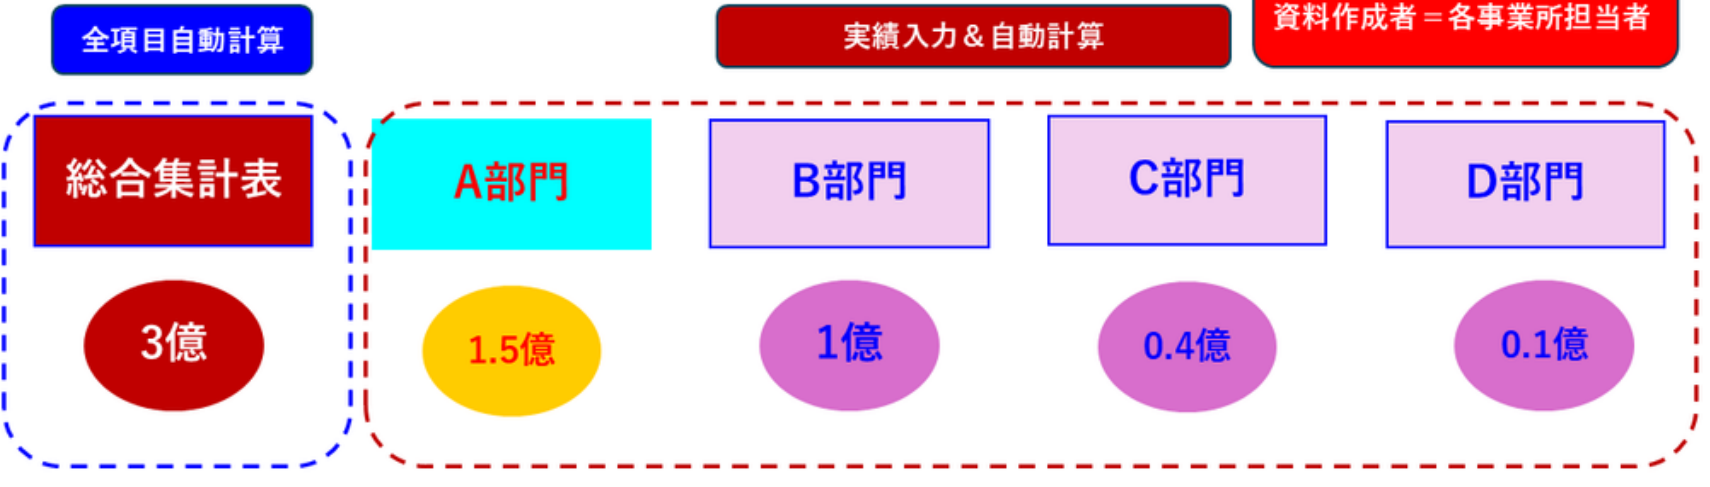 全項目自動計算
実績入力＆自動計算
資料作成者＝各事業所担当者
総合集計表
A部門
B部門
C部門
D部門
3億
1.5億
1億
0.4億
0.1億